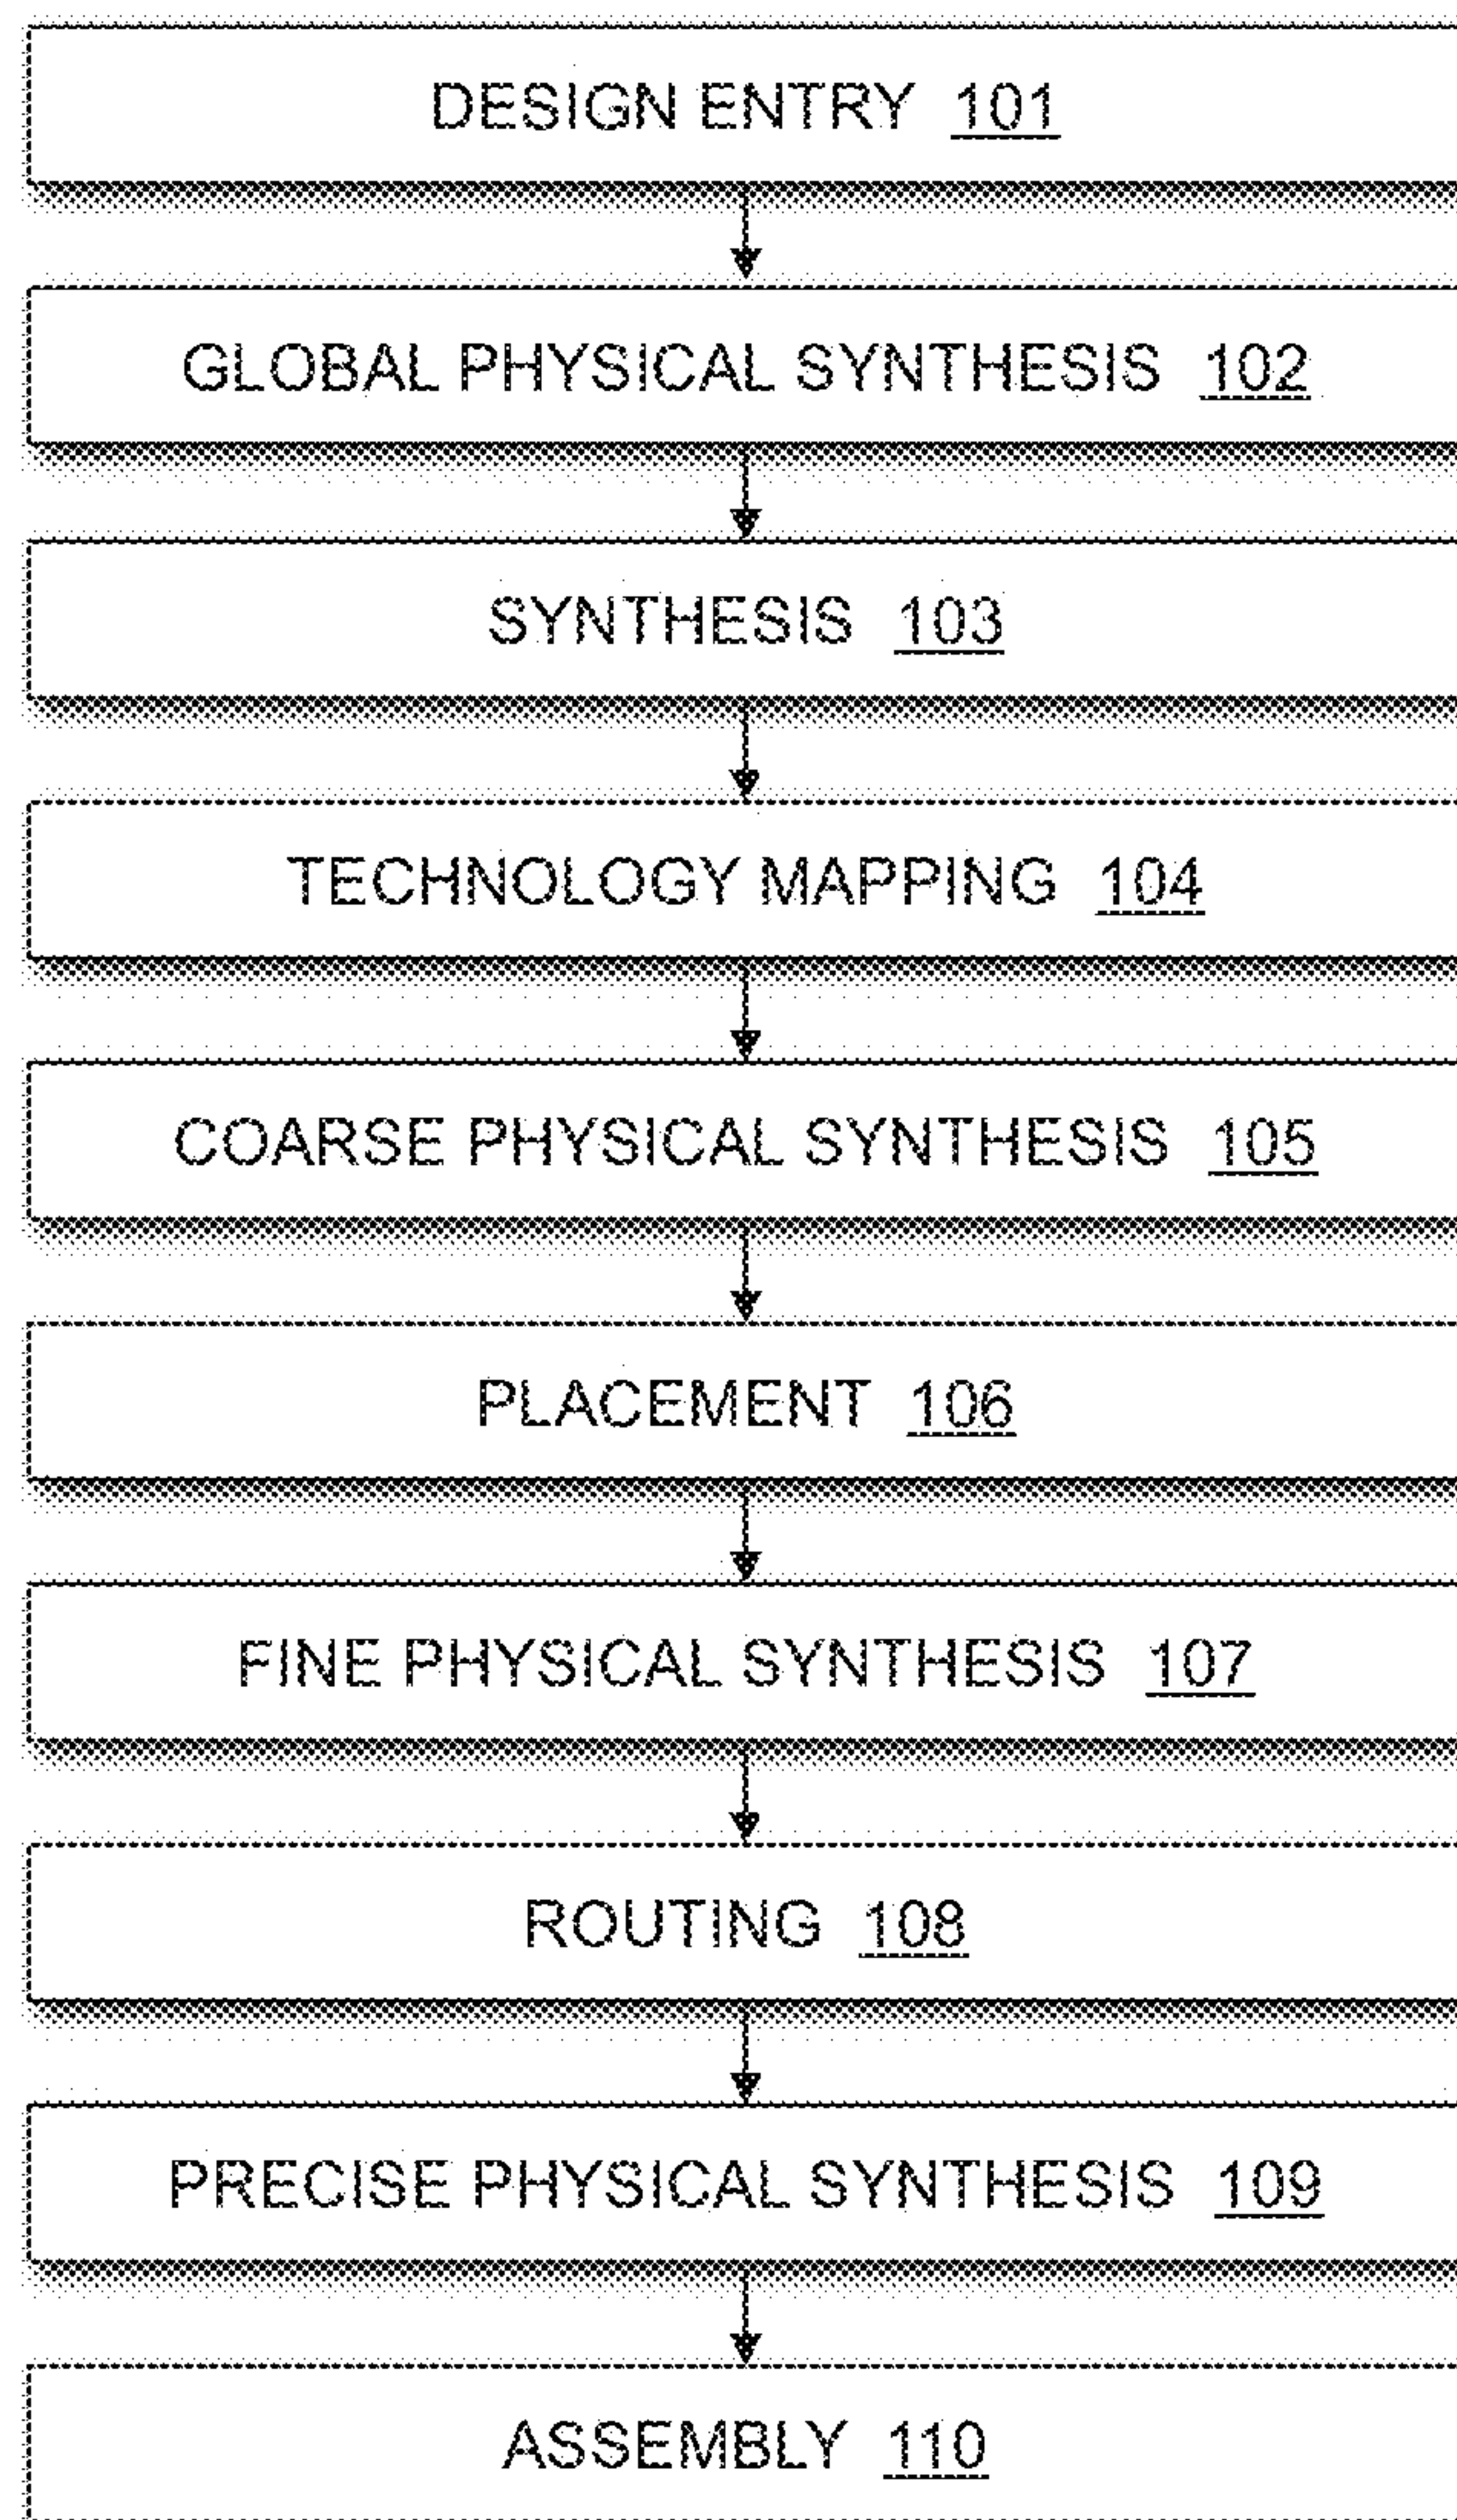 DESIGN ENTRY 101
GLOBAL PHYSICAL SYNTHESIS 102
SYNTHESIS 103
TECHNOLOGY MAPPING 104
COARSE PHYSICAL SYNTHESIS 105
PLACEMENT 106
FINE PHYSICAL SYNTHESIS 107
ROUTING 108
PRECISE PHYSICAL SYNTHESIS 109
ASSEMBLY 110